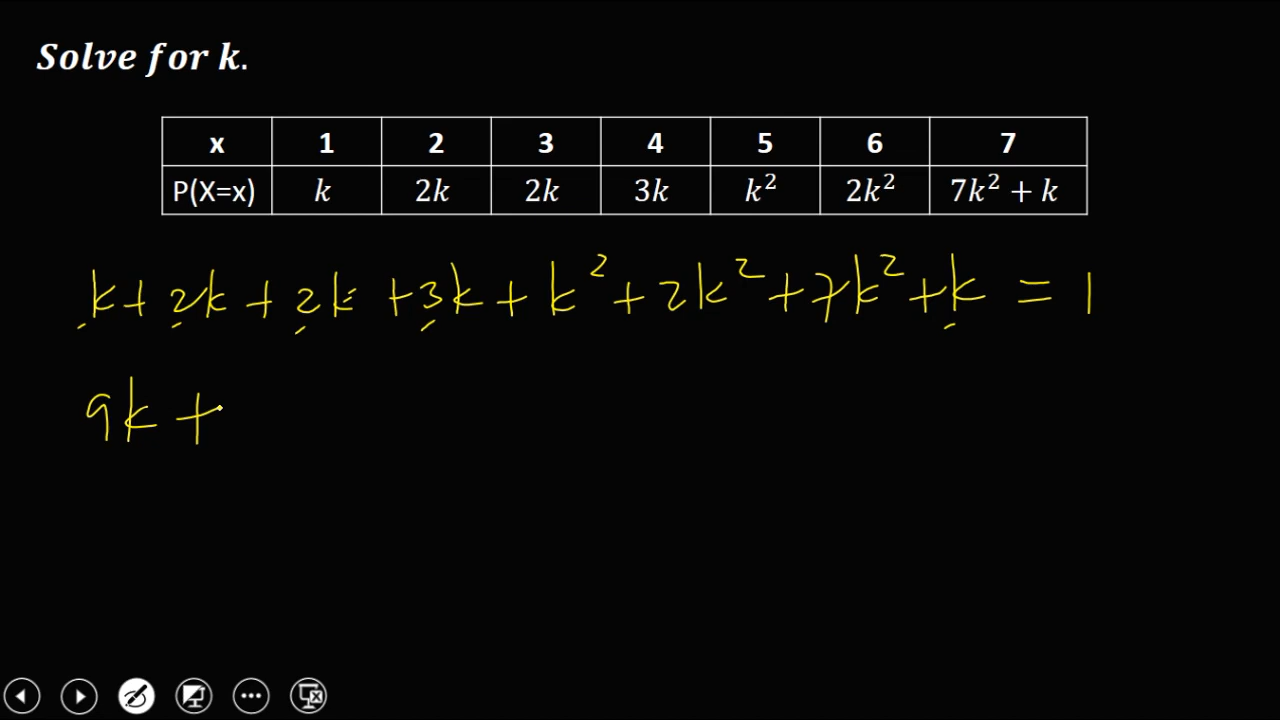 Solve for k.
x 1 2 3 4 5 6 7
P(X=x) k 2k 2k 3k k² 2k² 7k² + k
k + 2k + 2k + 3k + k² + 2k² + 7k² + k = 1
9k +